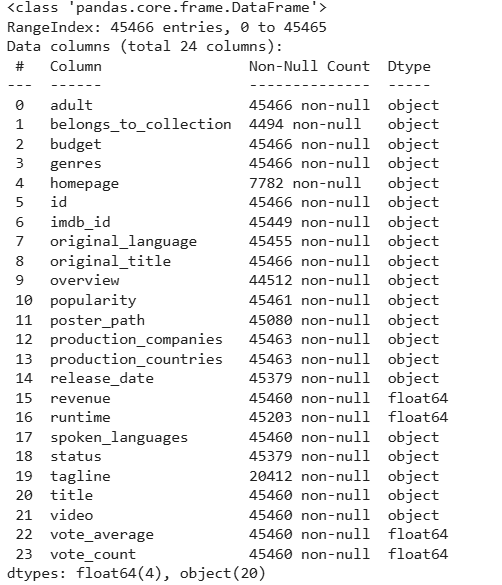 <class 'pandas.core.frame.DataFrame'>
RangeIndex: 45466 entries, 0 to 45465
Data columns (total 24 columns):
 #   Column                 Non-Null Count  Dtype
---  ------                 --------------  -----
 0   adult                  45466 non-null  object
 1   belongs_to_collection  4494 non-null   object
 2   budget                 45466 non-null  object
 3   genres                 45466 non-null  object
 4   homepage               7782 non-null   object
 5   id                     45466 non-null  object
 6   imdb_id                45449 non-null  object
 7   original_language      45455 non-null  object
 8   original_title         45466 non-null  object
 9   overview               44512 non-null  object
 10  popularity             45461 non-null  object
 11  poster_path            45080 non-null  object
 12  production_companies   45463 non-null  object
 13  production_countries   45463 non-null  object
 14  release_date           45379 non-null  object
 15  revenue                45460 non-null  float64
 16  runtime                45203 non-null  float64
 17  spoken_languages       45460 non-null  object
 18  status                 45379 non-null  object
 19  tagline                20412 non-null  object
 20  title                  45460 non-null  object
 21  video                  45460 non-null  object
 22  vote_average           45460 non-null  float64
 23  vote_count             45460 non-null  float64
dtypes: float64(4), object(20)